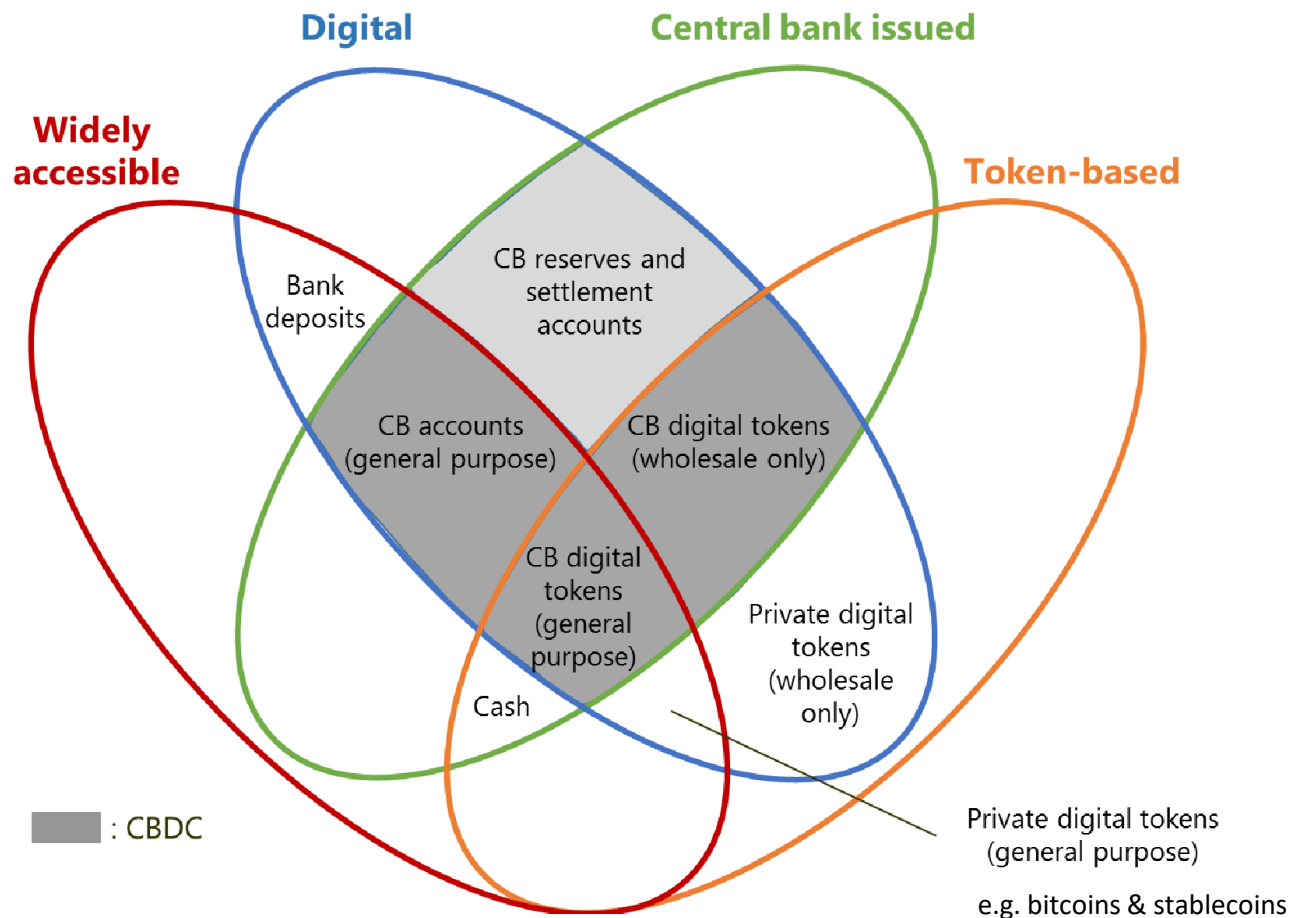 Digital
Central bank issued
Widely
accessible
Token-based
CB reserves and
settlement
accounts
Bank
deposits
CB accounts
(general purpose)
CB digital tokens
(wholesale only)
CB digital
tokens
(general
purpose)
Private digital
tokens
(wholesale
only)
Cash
: CBDC
Private digital tokens
(general purpose)
e.g. bitcoins & stablecoins